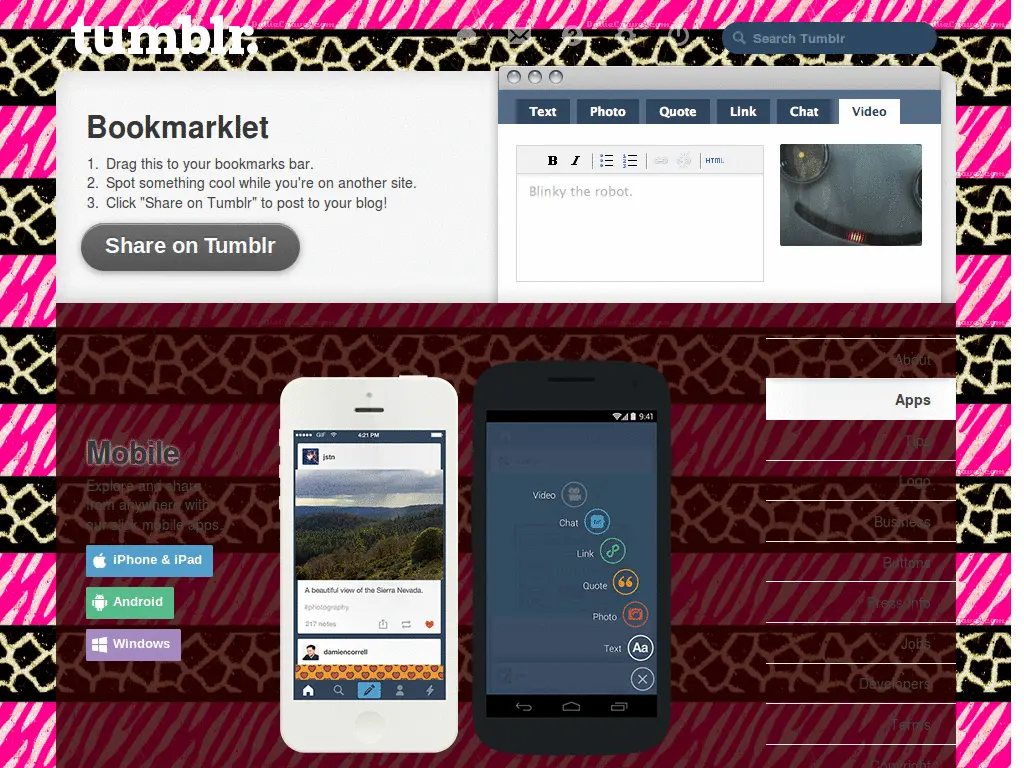 tumblr.
Search Tumblr
Bookmarklet
1. Drag this to your bookmarks bar.
2. Spot something cool while you're on another site.
3. Click "Share on Tumblr" to post to your blog!
Share on Tumblr
Text
Photo
Quote
Link
Chat
Video
B I
HTML
Blinky the robot.
About
Apps
Tips
Logo
Business
Buttons
Press Info
Jobs
Developers
Terms
Copyright
Mobile
Explore and share
from anywhere with
our slick mobile apps.
iPhone & iPad
Android
Windows
GIF
4:21 PM
jstn
A beautiful view of the Sierra Nevada.
#photography
217 notes
damiencorrell
9:41
Video
Chat
Link
Quote
Photo
Text
Aa